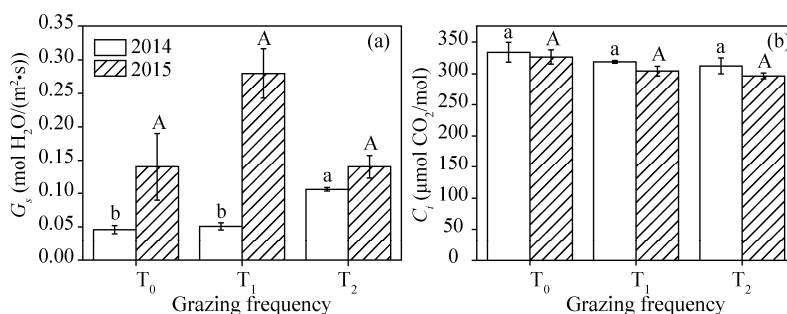 (a)
2014
2015
0.35
0.30
0.25
0.20
0.15
0.10
0.05
0.00
Gₛ (mol H₂O/(m²•s))
b A b A a A
T₀ T₁ T₂
Grazing frequency
(b)
350
300
250
200
150
100
50
0
Cᵢ (μmol CO₂/mol)
a A a A a A
T₀ T₁ T₂
Grazing frequency